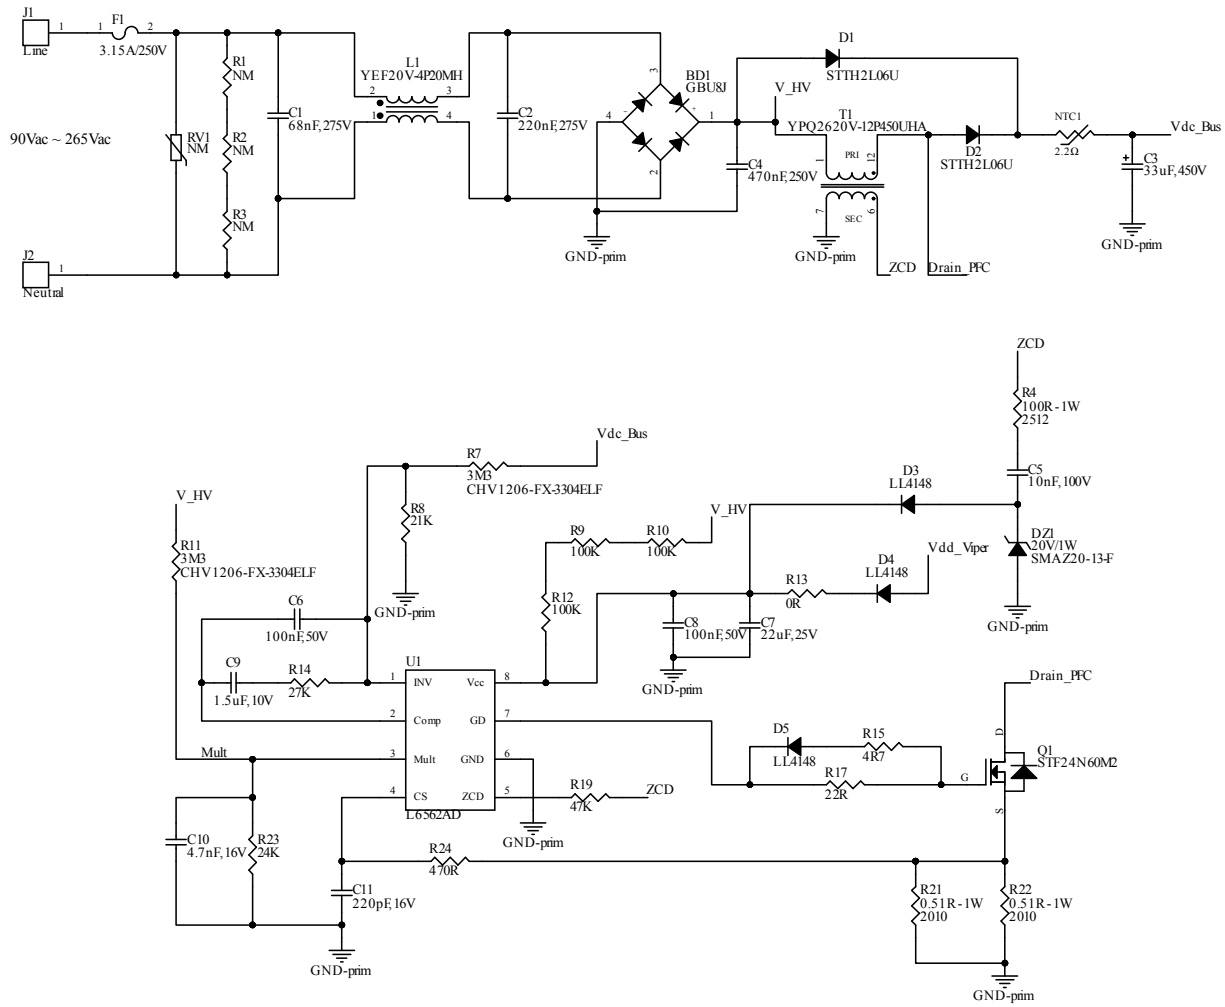 J1
1
Line
F1
1
2
3.15A/250V
90Vac ~ 265Vac
RV1
NM
R1
NM
R2
NM
R3
NM
J2
1
Neutral
C1
68nF,275V
L1
YEF20V-4P20MH
2
3
1
4
C2
220nF,275V
BD1
GBU8J
3
4
-
+
1
2
D1
STTH2L06U
V_HV
T1
YPQ2620V-12P450UHA
C4
470nF,250V
1
PRI
12
7
SEC
6
GND-prim
GND-prim
ZCD
Drain_PFC
D2
STTH2L06U
NTC1
2.2Ω
Vdc_Bus
+
C3
33uF,450V
GND-prim
ZCD
R4
100R-1W
2512
C5
10nF,100V
D3
LL4148
DZ1
20V/1W
SMAZ20-13-F
GND-prim
Vdc_Bus
R7
3M3
CHV1206-FX-3304ELF
R8
21K
GND-prim
V_HV
R11
3M3
CHV1206-FX-3304ELF
V_HV
R9
100K
R10
100K
R12
100K
Vdd_Viper
D4
LL4148
R13
0R
C8
100nF,50V
C7
22uF,25V
GND-prim
C6
100nF,50V
C9
1.5uF,10V
R14
27K
U1
1
INV
Vcc
8
2
Comp
GD
7
3
Mult
GND
6
4
CS
ZCD
5
L6562AD
Mult
GND-prim
R19
47K
ZCD
D5
LL4148
R15
4R7
R17
22R
Drain_PFC
D
G
S
Q1
STF24N60M2
C10
4.7nF,16V
R23
24K
C11
220pF,16V
GND-prim
R24
470R
R21
0.51R-1W
2010
R22
0.51R-1W
2010
GND-prim